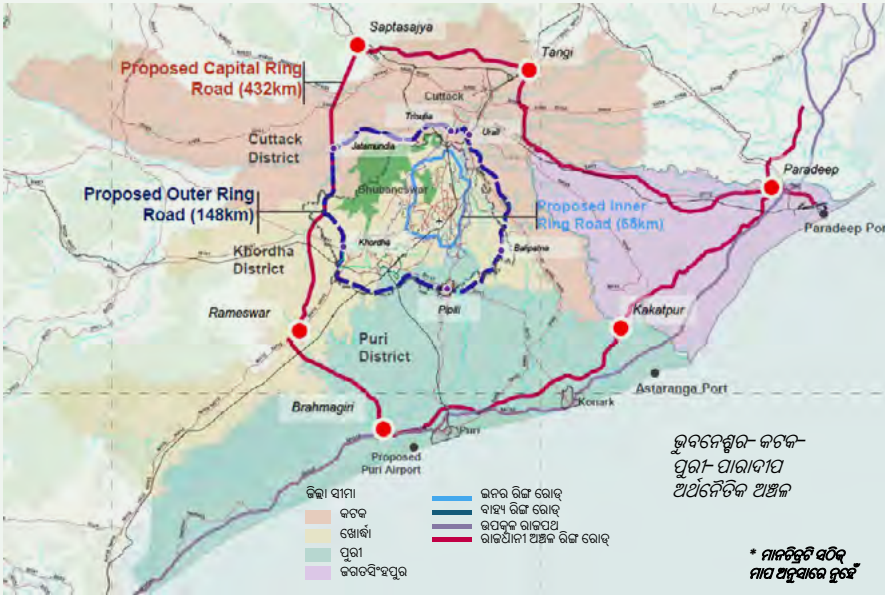 Saptasajya
Tangi
Proposed Capital Ring
Road (432km)
Cuttack
Trisulia
Urali
Cuttack
District
Jatamundia
Paradeep
Bhubaneswar
Proposed Outer Ring
Road (148km)
Proposed Inner
Ring Road (68km)
Paradeep Por
Khordha
Balipatna
Khordha
District
Rameswar
Pipili
Kakatpur
Puri
District
Astaranga Port
Konark
Brahmagiri
Puri
Proposed
Puri Airport
ଭୁବନେଶ୍ବର-କଟକ-
ପୁରୀ-ପାରାଦୀପ
ଅର୍ଥନୈତିକ ଅଞ୍ଚଳ
ଜିଲ୍ଲା ସୀମା
କଟକ
ଖୋର୍ଦ୍ଧା
ପୁରୀ
ଜଗତସିଂହପୁର
ଇନର ରିଙ୍ଗ ରୋଡ୍
ବାହ୍ୟ ରିଙ୍ଗ ରୋଡ୍
ଉପକୂଳ ରାଜପଥ
ରାଜଧାନୀ ଅଞ୍ଚଳ ରିଙ୍ଗ ରୋଡ୍
* ମାନଚିତ୍ରଟି ସଠିକ୍
ମାପ ଅନୁସାରେ ନୁହେଁ